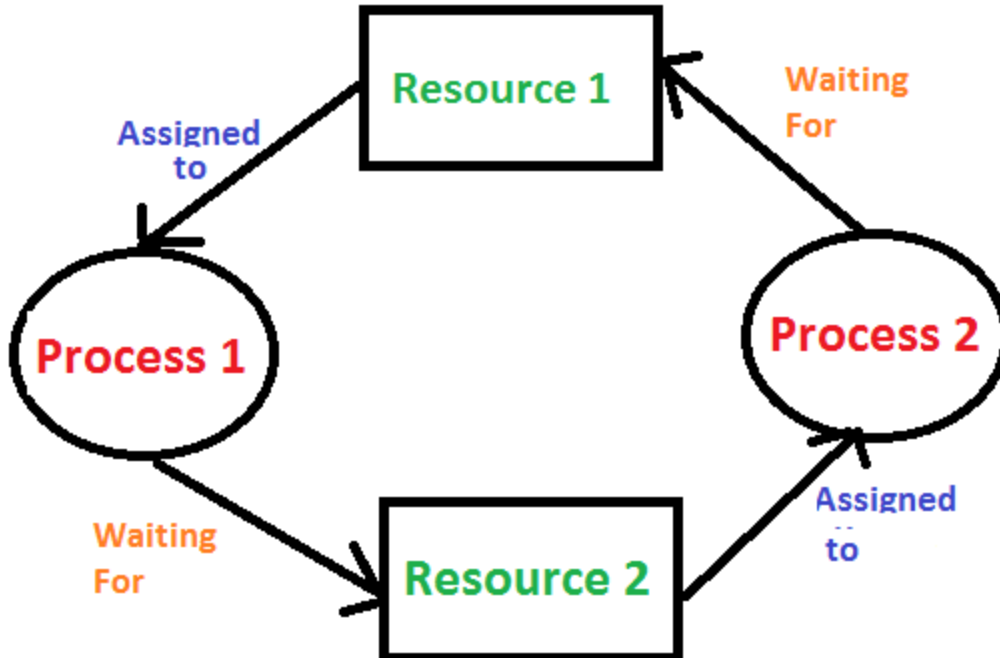 Resource 1
Waiting
For
Assigned
to
Process 1
Process 2
Waiting
For
Resource 2
Assigned
to